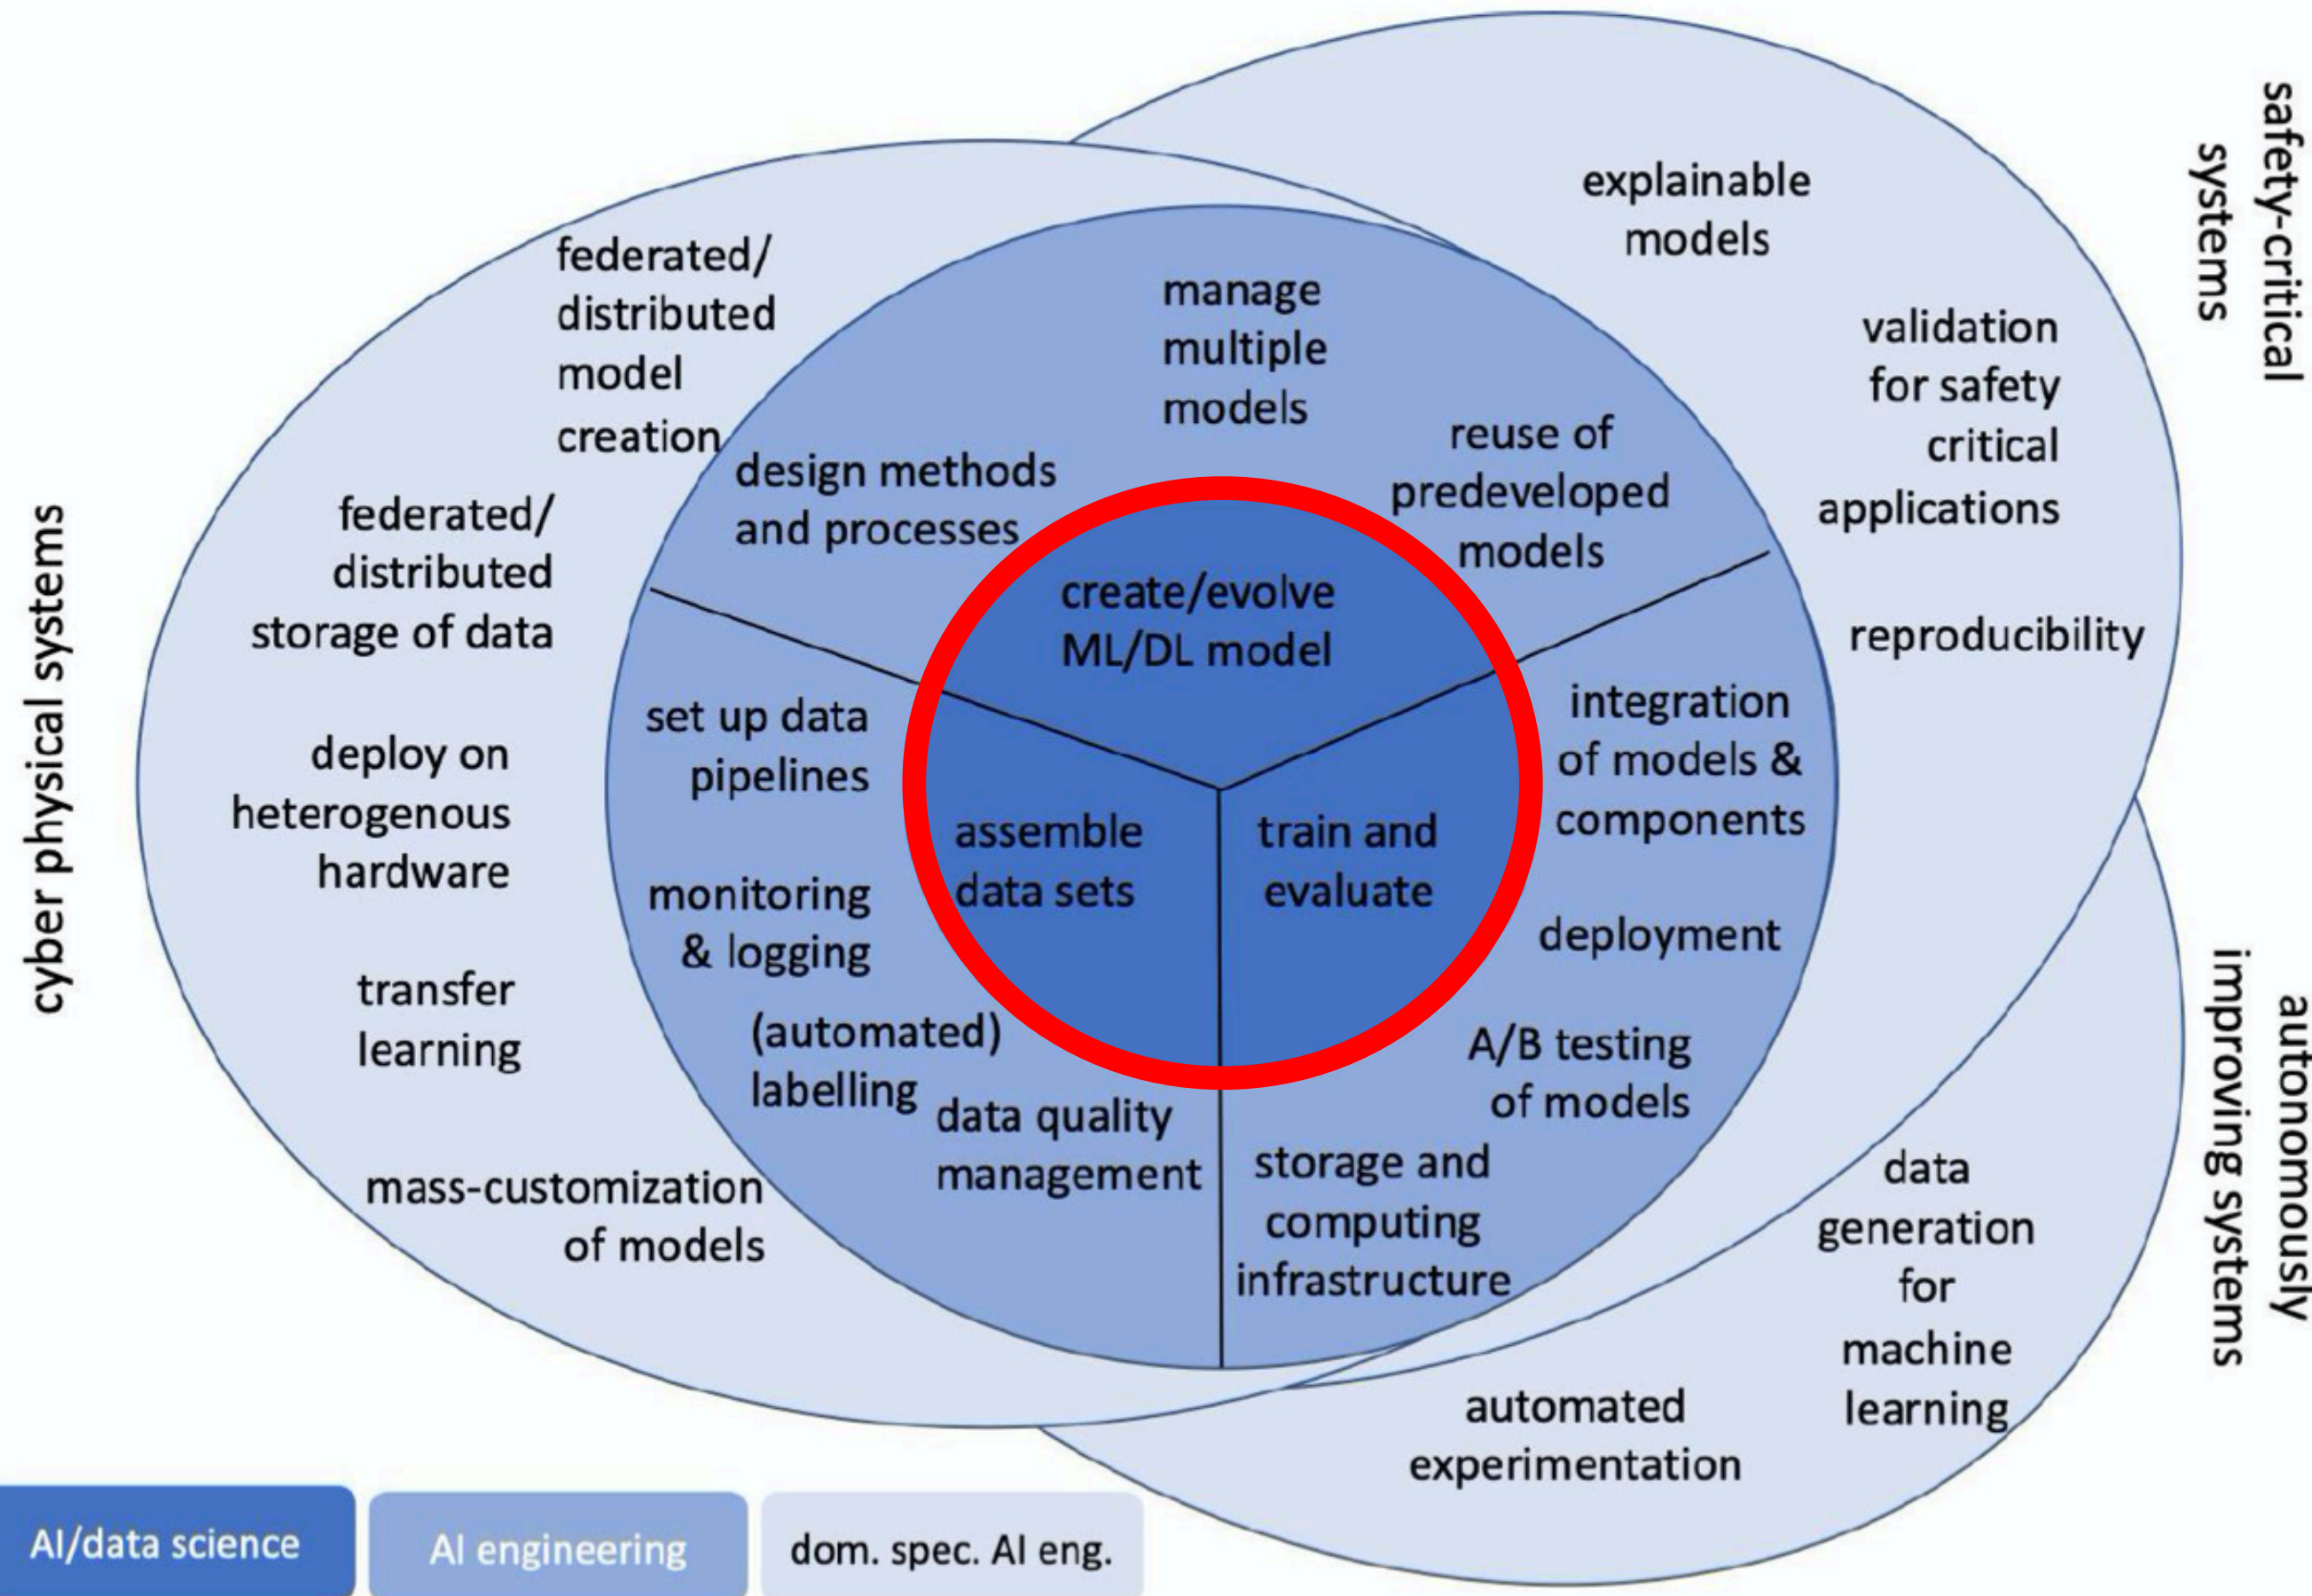 safety-critical
systems
explainable
models
validation
for safety
critical
applications
reproducibility
cyber physical systems
federated/
distributed
model
creation
federated/
distributed
storage of data
deploy on
heterogenous
hardware
transfer
learning
mass-customization
of models
manage
multiple
models
design methods
and processes
reuse of
predeveloped
models
create/evolve
ML/DL model
set up data
pipelines
monitoring
& logging
(automated)
labelling
data quality
management
assemble
data sets
train and
evaluate
integration
of models &
components
deployment
A/B testing
of models
storage and
computing
infrastructure
autonomously
improving systems
data
generation
for
machine
learning
automated
experimentation
AI/data science
AI engineering
dom. spec. AI eng.